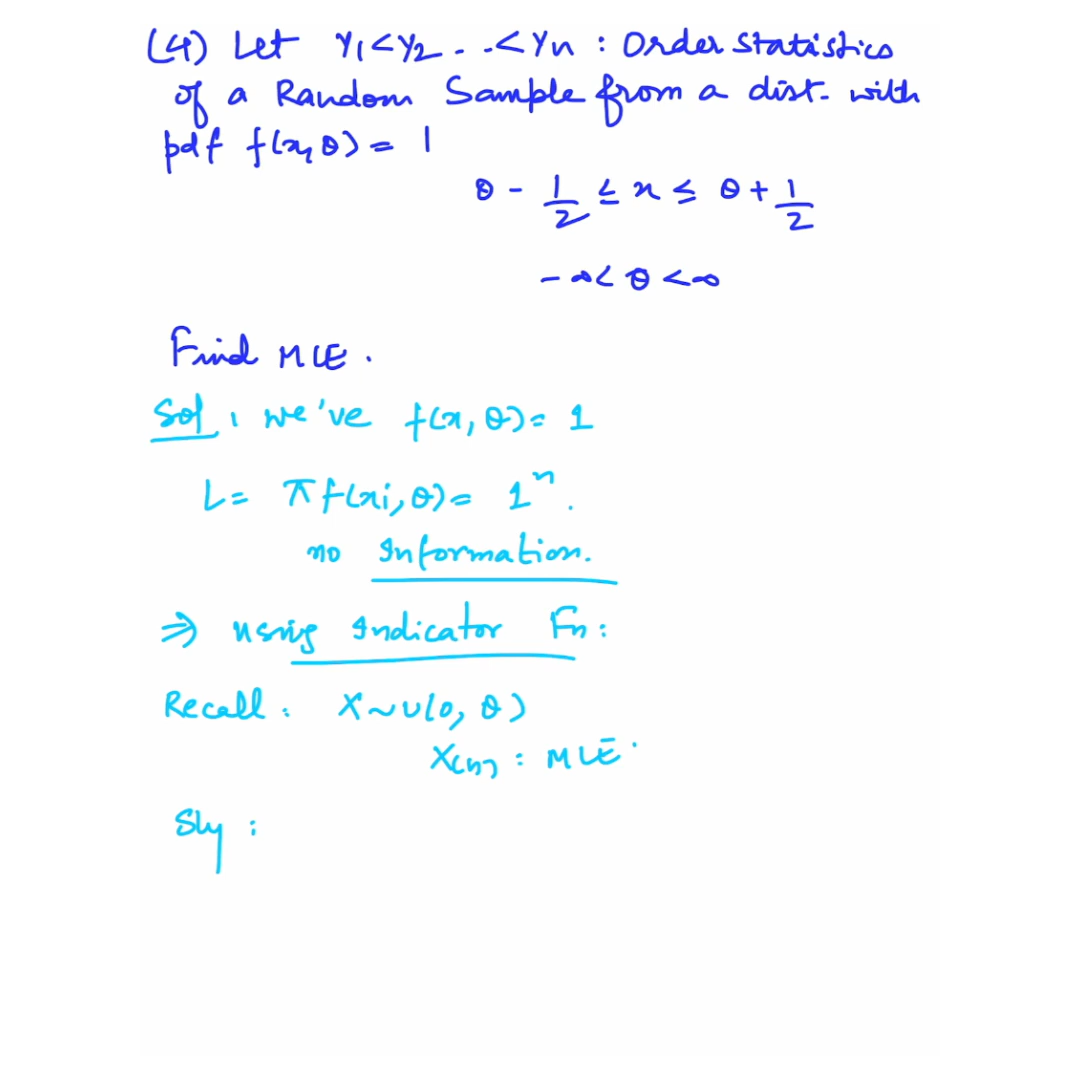 (4) Let Y1<Y2 . .<Yn : Order Statistics
of a Random Sample from a dist. with
pdf f(x, θ) = 1
θ - 1/2 ≤ x ≤ θ + 1/2
-∞< θ <∞
Find MLE .
Sol : we've f(x, θ) = 1
L = π f(xi, θ) = 1^n .
no Information.
⇒ using Indicator Fn :
Recall : X ~ U(0, θ)
X(n) : MLE .
Sly :